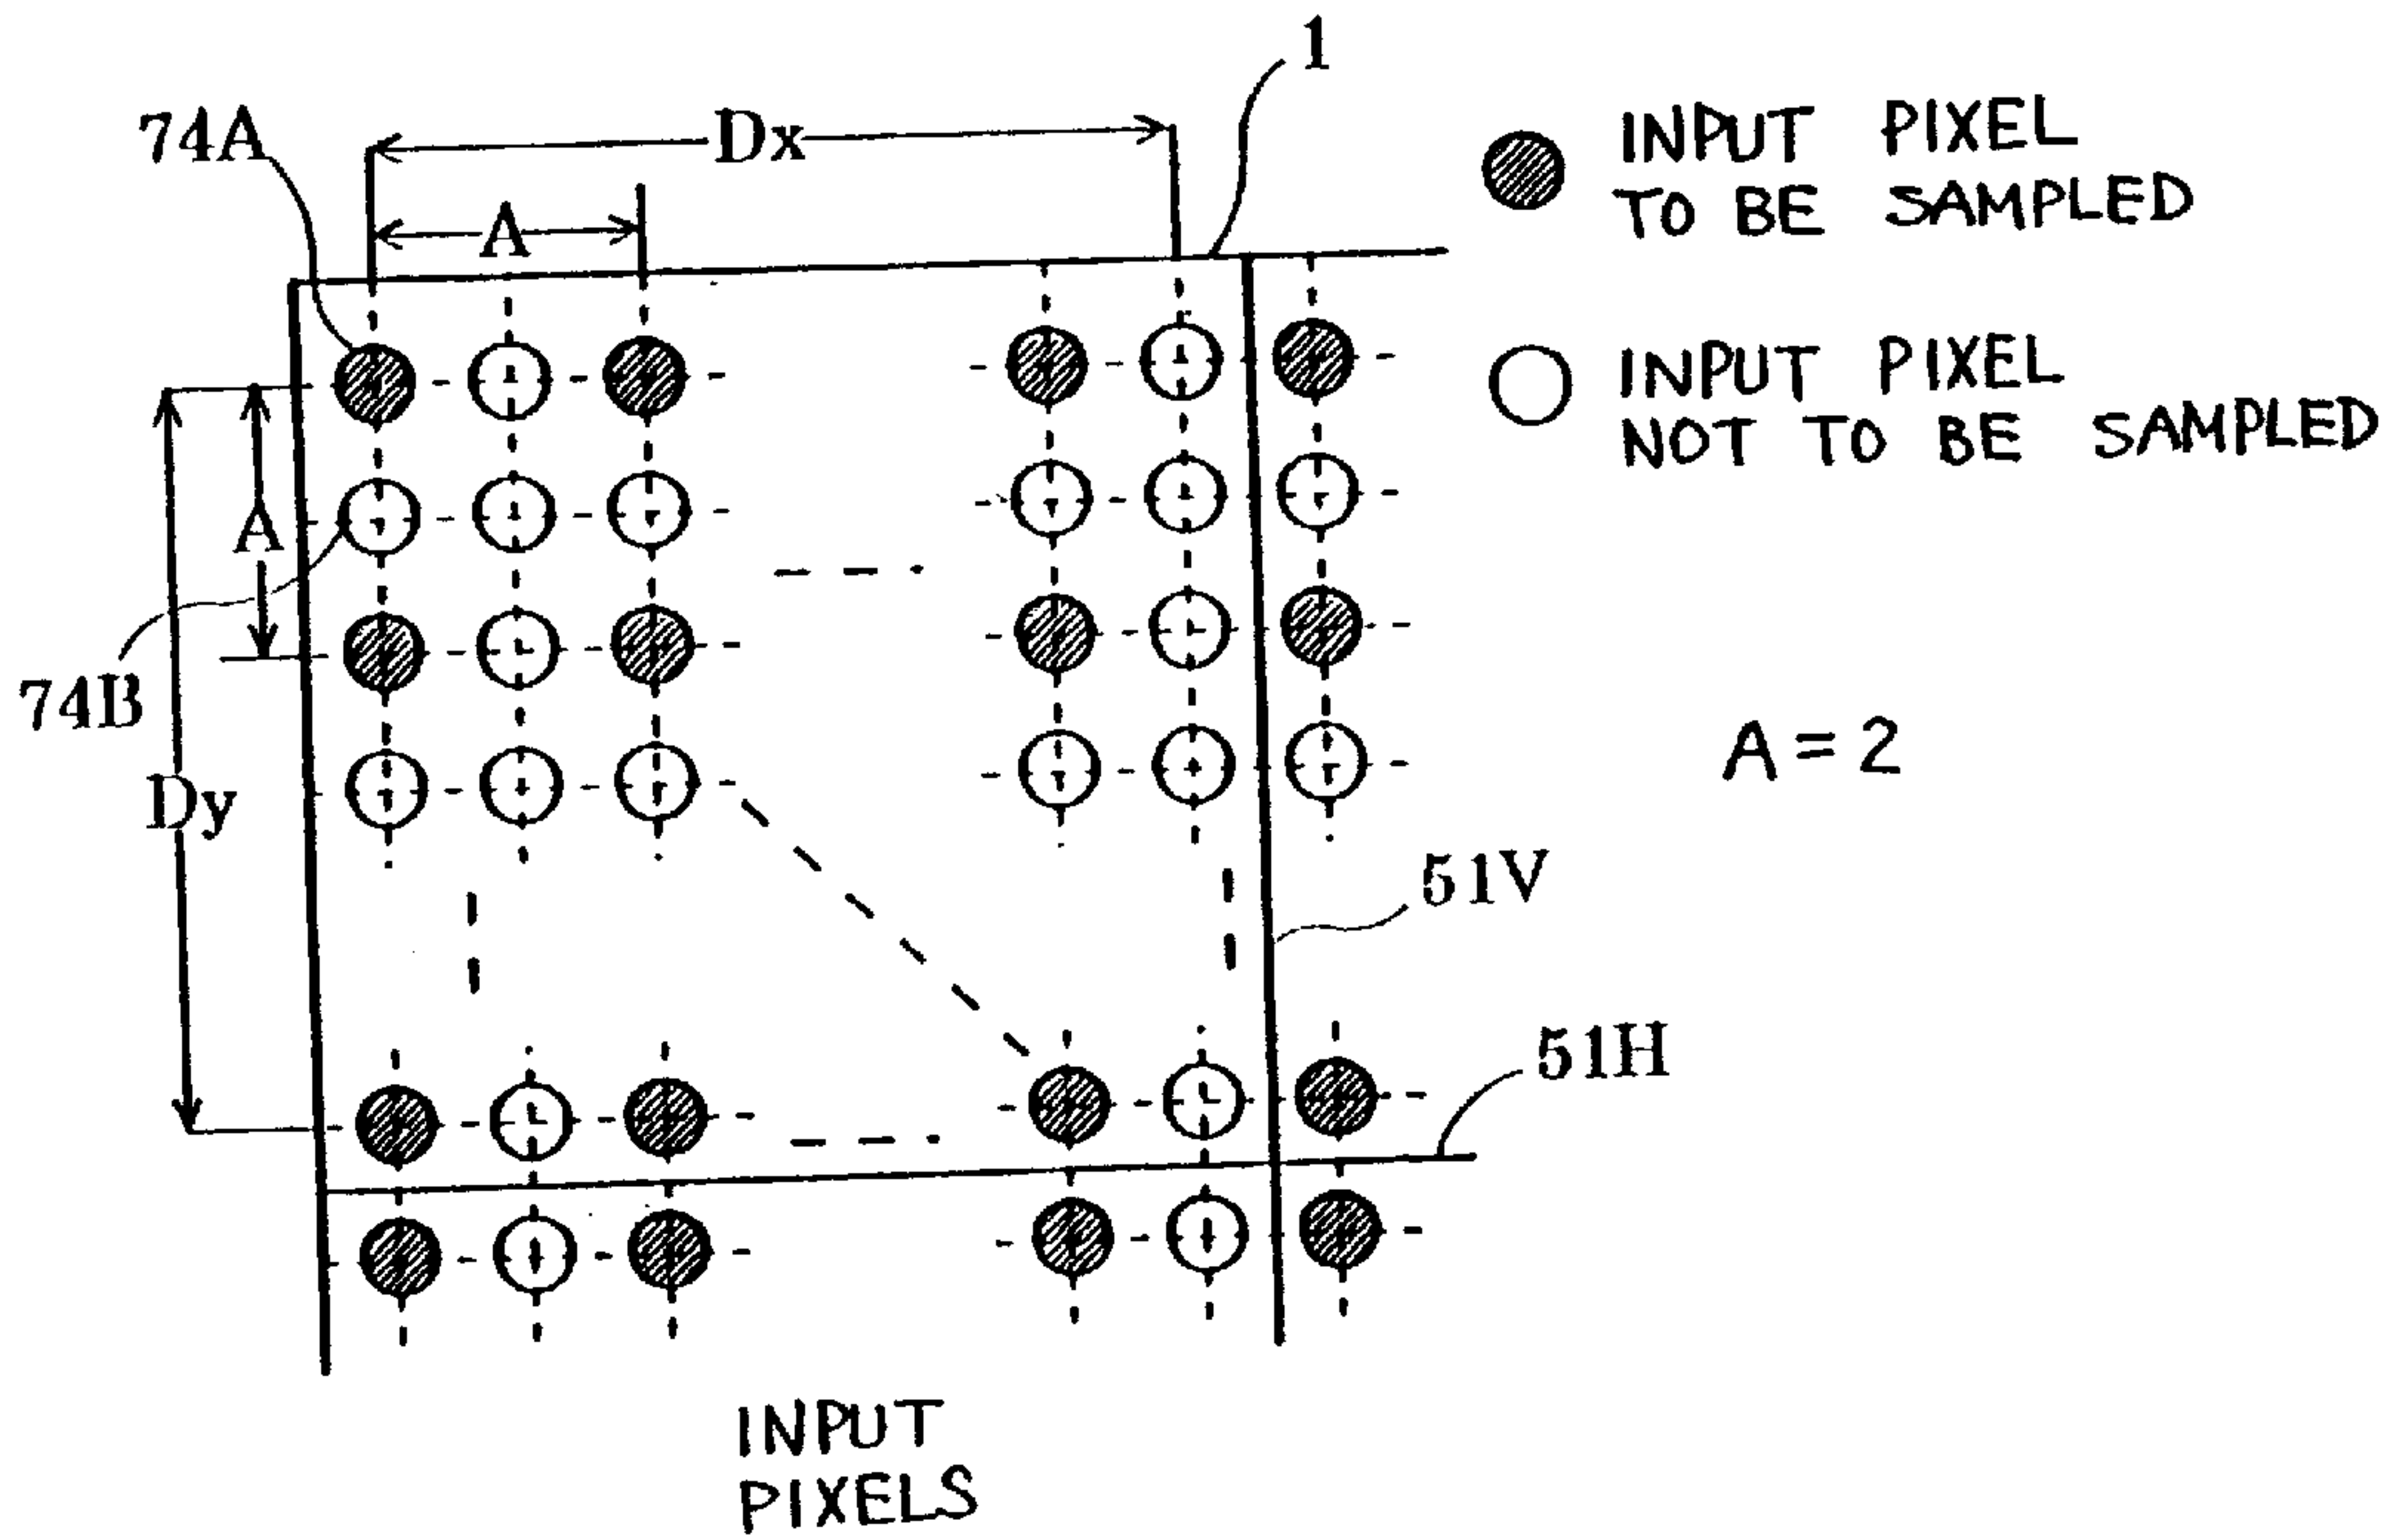 1
74A
Dx
A
INPUT PIXEL
TO BE SAMPLED
INPUT PIXEL
NOT TO BE SAMPLED
A
74B
A = 2
Dy
51V
51H
INPUT
PIXELS